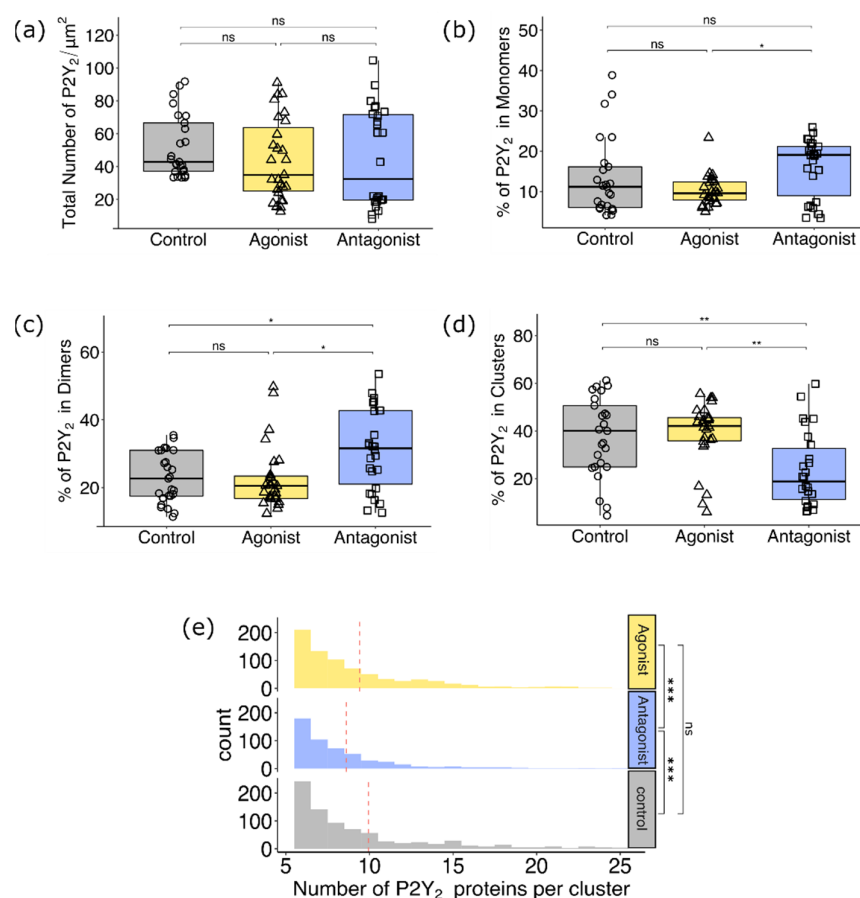 (a)
Total Number of P2Y₂/μm²
120
100
80
60
40
20
ns
ns
ns
Control
Agonist
Antagonist
(b)
% of P2Y₂ in Monomers
50
40
30
20
10
ns
ns
*
Control
Agonist
Antagonist
(c)
% of P2Y₂ in Dimers
60
40
20
*
ns
*
Control
Agonist
Antagonist
(d)
% of P2Y₂ in Clusters
80
60
40
20
**
ns
**
Control
Agonist
Antagonist
(e)
count
200
100
0
Agonist
200
100
0
Antagonist
200
100
0
control
***
***
ns
5
10
15
20
25
Number of P2Y₂ proteins per cluster